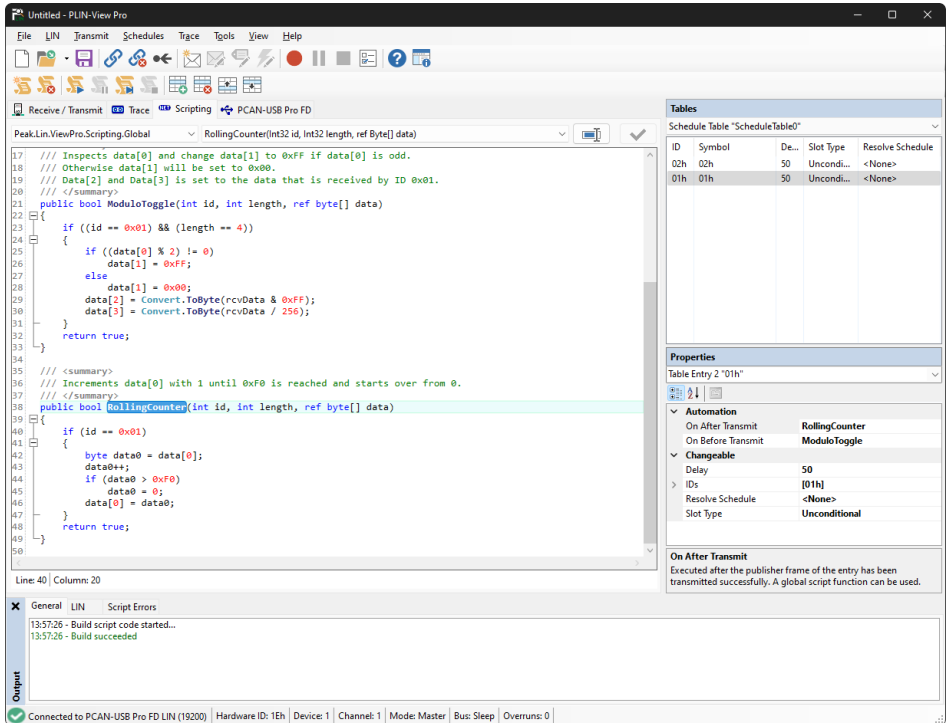 Untitled - PLIN-View Pro
File LIN Transmit Schedules Trace Tools View Help
Receive / Transmit Trace Scripting PCAN-USB Pro FD
Peak.Lin.ViewPro.Scripting.Global RollingCounter(Int32 id, Int32 length, ref Byte[] data)
17 /// Inspects data[0] and change data[1] to 0xFF if data[0] is odd.
18 /// Otherwise data[1] will be set to 0x00.
19 /// Data[2] and Data[3] is set to the data that is received by ID 0x01.
20 /// </summary>
21 public bool ModuloToggle(int id, int length, ref byte[] data)
22 {
23 if ((id == 0x01) && (length == 4))
24 {
25 if ((data[0] % 2) != 0)
26 data[1] = 0xFF;
27 else
28 data[1] = 0x00;
29 data[2] = Convert.ToByte(rcvData & 0xFF);
30 data[3] = Convert.ToByte(rcvData / 256);
31 }
32 return true;
33 }
34
35 /// <summary>
36 /// Increments data[0] with 1 until 0xF0 is reached and starts over from 0.
37 /// </summary>
38 public bool RollingCounter(int id, int length, ref byte[] data)
39 {
40 if (id == 0x01)
41 {
42 byte data0 = data[0];
43 data0++;
44 if (data0 > 0xF0)
45 data0 = 0;
46 data[0] = data0;
47 }
48 return true;
49 }
50
Line: 40 Column: 20
Tables
Schedule Table "ScheduleTable0"
ID Symbol De... Slot Type Resolve Schedule
02h 02h 50 Uncondi... <None>
01h 01h 50 Uncondi... <None>
Properties
Table Entry 2 "01h"
Automation
On After Transmit RollingCounter
On Before Transmit ModuloToggle
Changeable
Delay 50
IDs [01h]
Resolve Schedule <None>
Slot Type Unconditional
On After Transmit
Executed after the publisher frame of the entry has been
transmitted successfully. A global script function can be used.
General LIN Script Errors
13:57:26 - Build script code started...
13:57:26 - Build succeeded
Output
Connected to PCAN-USB Pro FD LIN (19200) Hardware ID: 1Eh Device: 1 Channel: 1 Mode: Master Bus: Sleep Overruns: 0